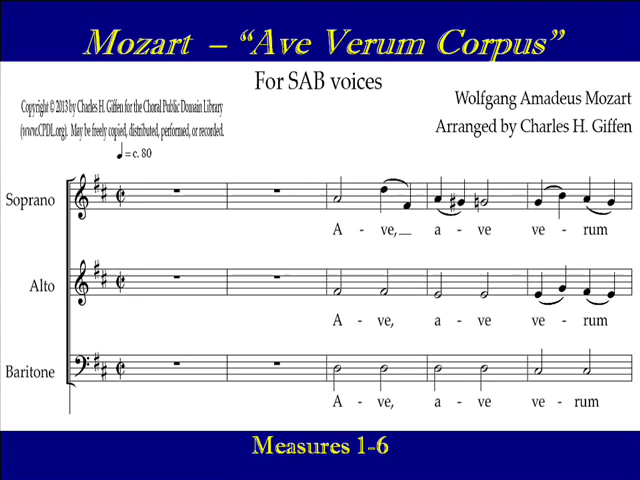 Mozart – “Ave Verum Corpus”
For SAB voices
Copyright © 2013 by Charles H. Giffen for the Choral Public Domain Library
(www.CPDL.org). May be freely copied, distributed, performed, or recorded.
Wolfgang Amadeus Mozart
Arranged by Charles H. Giffen
♩ = c. 80
Soprano
A - ve, a - ve ve - rum
Alto
A - ve, a - ve ve - rum
Baritone
A - ve, a - ve ve - rum
Measures 1-6